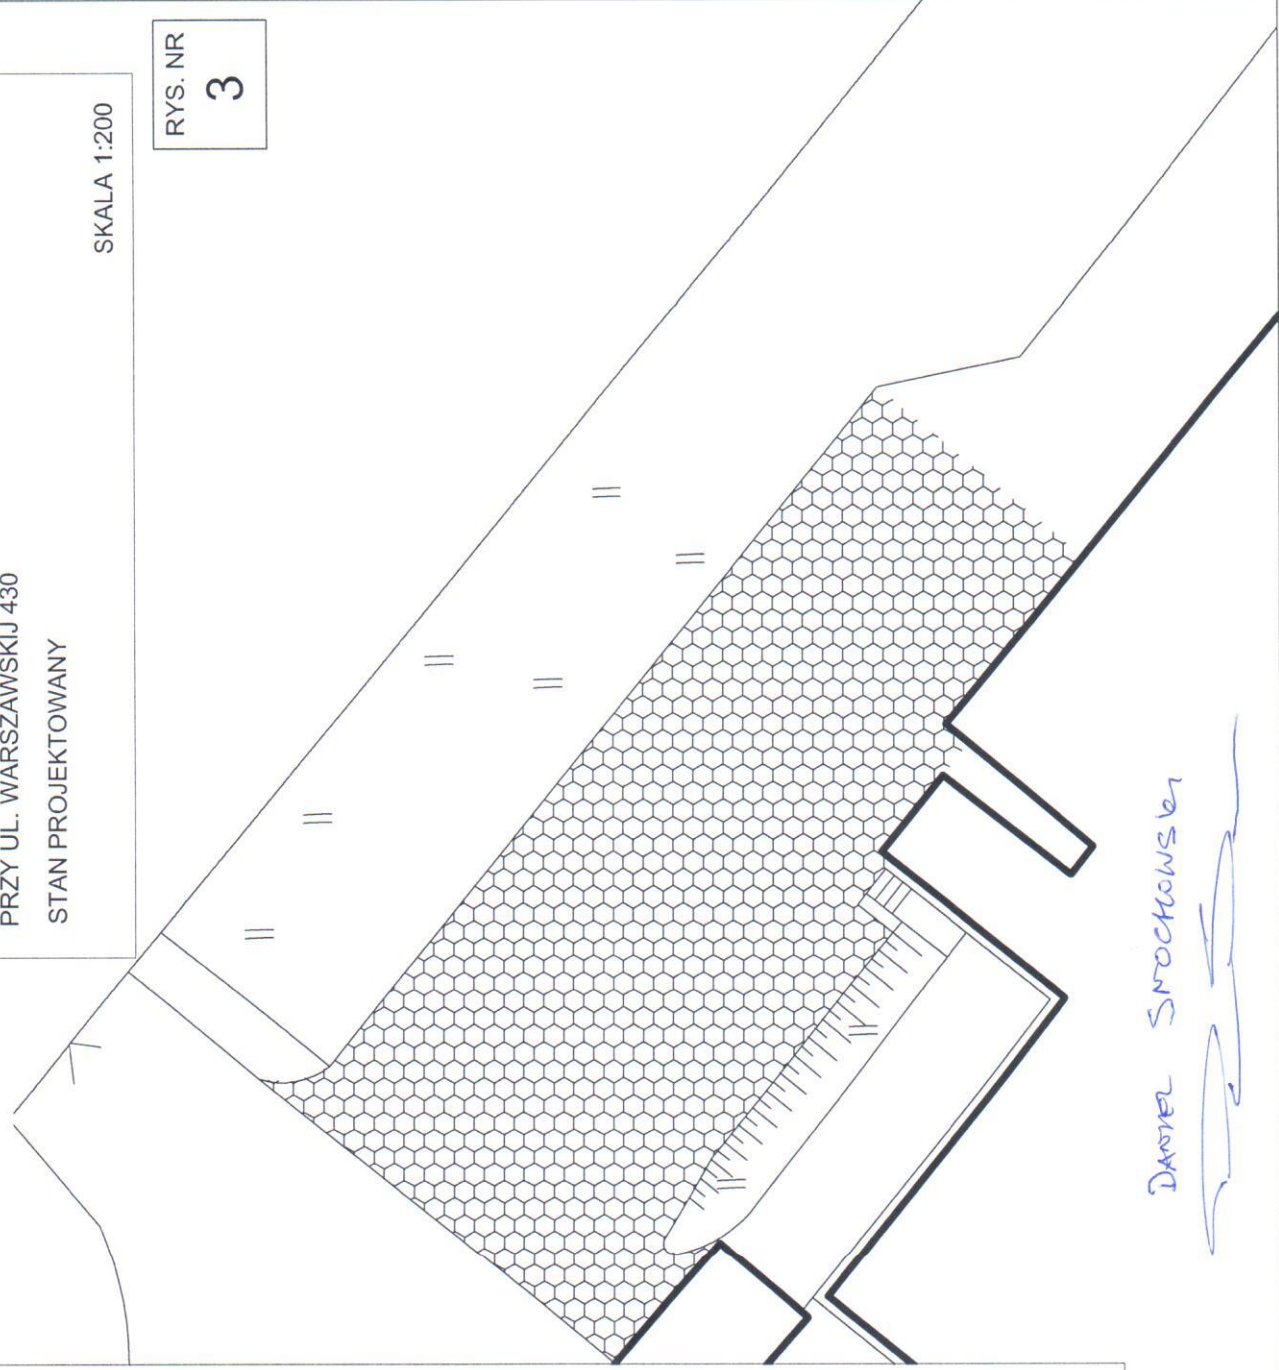 PRZY UL. WARSZAWSKIJ 430
STAN PROJEKTOWANY
SKALA 1:200
RYS. NR
3
DANIEL SMOCHOWSKI